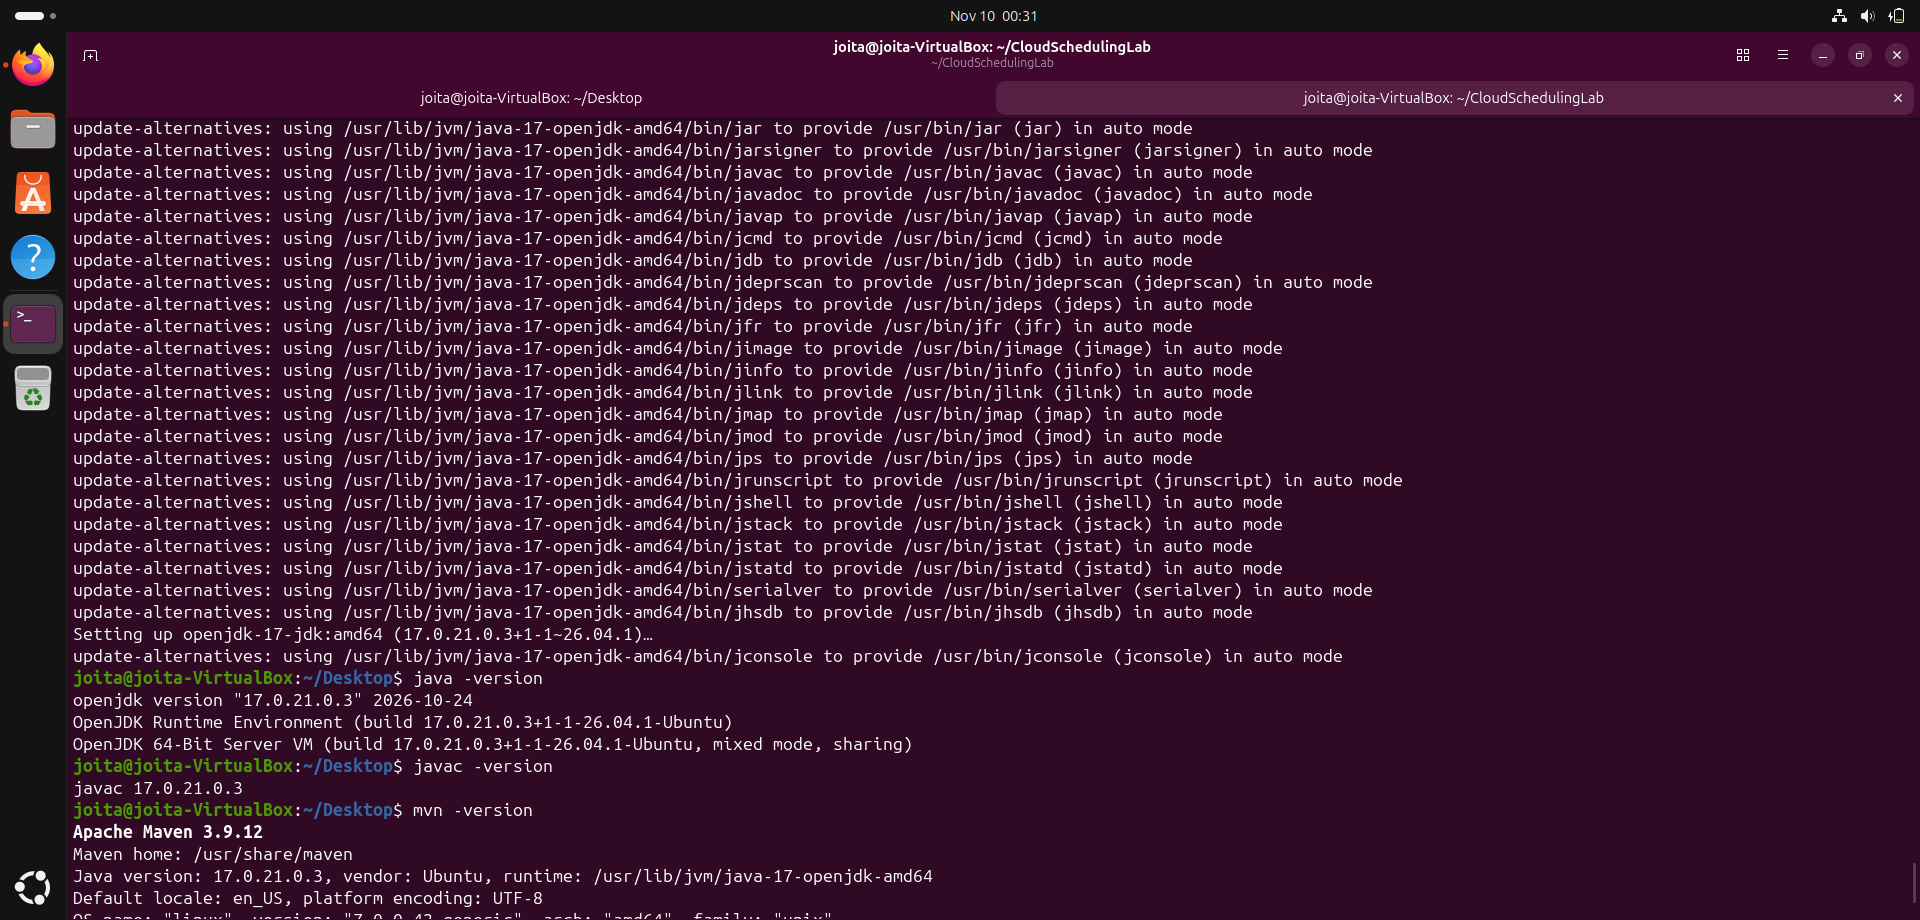 Nov 10 00:31
joita@joita-VirtualBox: ~/CloudSchedulingLab
~/CloudSchedulingLab
joita@joita-VirtualBox: ~/Desktop
joita@joita-VirtualBox: ~/CloudSchedulingLab
update-alternatives: using /usr/lib/jvm/java-17-openjdk-amd64/bin/jar to provide /usr/bin/jar (jar) in auto mode
update-alternatives: using /usr/lib/jvm/java-17-openjdk-amd64/bin/jarsigner to provide /usr/bin/jarsigner (jarsigner) in auto mode
update-alternatives: using /usr/lib/jvm/java-17-openjdk-amd64/bin/javac to provide /usr/bin/javac (javac) in auto mode
update-alternatives: using /usr/lib/jvm/java-17-openjdk-amd64/bin/javadoc to provide /usr/bin/javadoc (javadoc) in auto mode
update-alternatives: using /usr/lib/jvm/java-17-openjdk-amd64/bin/javap to provide /usr/bin/javap (javap) in auto mode
update-alternatives: using /usr/lib/jvm/java-17-openjdk-amd64/bin/jcmd to provide /usr/bin/jcmd (jcmd) in auto mode
update-alternatives: using /usr/lib/jvm/java-17-openjdk-amd64/bin/jdb to provide /usr/bin/jdb (jdb) in auto mode
update-alternatives: using /usr/lib/jvm/java-17-openjdk-amd64/bin/jdeprscan to provide /usr/bin/jdeprscan (jdeprscan) in auto mode
update-alternatives: using /usr/lib/jvm/java-17-openjdk-amd64/bin/jdeps to provide /usr/bin/jdeps (jdeps) in auto mode
update-alternatives: using /usr/lib/jvm/java-17-openjdk-amd64/bin/jfr to provide /usr/bin/jfr (jfr) in auto mode
update-alternatives: using /usr/lib/jvm/java-17-openjdk-amd64/bin/jimage to provide /usr/bin/jimage (jimage) in auto mode
update-alternatives: using /usr/lib/jvm/java-17-openjdk-amd64/bin/jinfo to provide /usr/bin/jinfo (jinfo) in auto mode
update-alternatives: using /usr/lib/jvm/java-17-openjdk-amd64/bin/jlink to provide /usr/bin/jlink (jlink) in auto mode
update-alternatives: using /usr/lib/jvm/java-17-openjdk-amd64/bin/jmap to provide /usr/bin/jmap (jmap) in auto mode
update-alternatives: using /usr/lib/jvm/java-17-openjdk-amd64/bin/jmod to provide /usr/bin/jmod (jmod) in auto mode
update-alternatives: using /usr/lib/jvm/java-17-openjdk-amd64/bin/jps to provide /usr/bin/jps (jps) in auto mode
update-alternatives: using /usr/lib/jvm/java-17-openjdk-amd64/bin/jrunscript to provide /usr/bin/jrunscript (jrunscript) in auto mode
update-alternatives: using /usr/lib/jvm/java-17-openjdk-amd64/bin/jshell to provide /usr/bin/jshell (jshell) in auto mode
update-alternatives: using /usr/lib/jvm/java-17-openjdk-amd64/bin/jstack to provide /usr/bin/jstack (jstack) in auto mode
update-alternatives: using /usr/lib/jvm/java-17-openjdk-amd64/bin/jstat to provide /usr/bin/jstat (jstat) in auto mode
update-alternatives: using /usr/lib/jvm/java-17-openjdk-amd64/bin/jstatd to provide /usr/bin/jstatd (jstatd) in auto mode
update-alternatives: using /usr/lib/jvm/java-17-openjdk-amd64/bin/serialver to provide /usr/bin/serialver (serialver) in auto mode
update-alternatives: using /usr/lib/jvm/java-17-openjdk-amd64/bin/jhsdb to provide /usr/bin/jhsdb (jhsdb) in auto mode
Setting up openjdk-17-jdk:amd64 (17.0.21.0.3+1-1~26.04.1)…
update-alternatives: using /usr/lib/jvm/java-17-openjdk-amd64/bin/jconsole to provide /usr/bin/jconsole (jconsole) in auto mode
joita@joita-VirtualBox:~/Desktop$ java -version
openjdk version "17.0.21.0.3" 2026-10-24
OpenJDK Runtime Environment (build 17.0.21.0.3+1-1-26.04.1-Ubuntu)
OpenJDK 64-Bit Server VM (build 17.0.21.0.3+1-1-26.04.1-Ubuntu, mixed mode, sharing)
joita@joita-VirtualBox:~/Desktop$ javac -version
javac 17.0.21.0.3
joita@joita-VirtualBox:~/Desktop$ mvn -version
Apache Maven 3.9.12
Maven home: /usr/share/maven
Java version: 17.0.21.0.3, vendor: Ubuntu, runtime: /usr/lib/jvm/java-17-openjdk-amd64
Default locale: en_US, platform encoding: UTF-8
OS name: "linux", version: "7.0.0-42-generic", arch: "amd64", family: "unix"